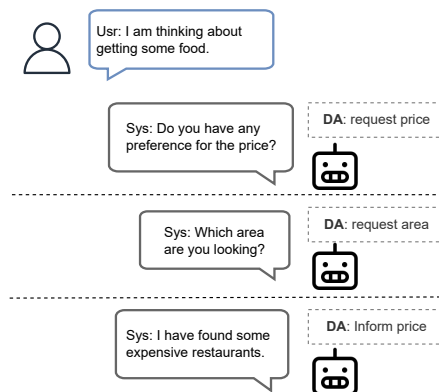 Usr: I am thinking about
getting some food.
Sys: Do you have any
preference for the price?
DA: request price
Sys: Which area
are you looking?
DA: request area
Sys: I have found some
expensive restaurants.
DA: Inform price